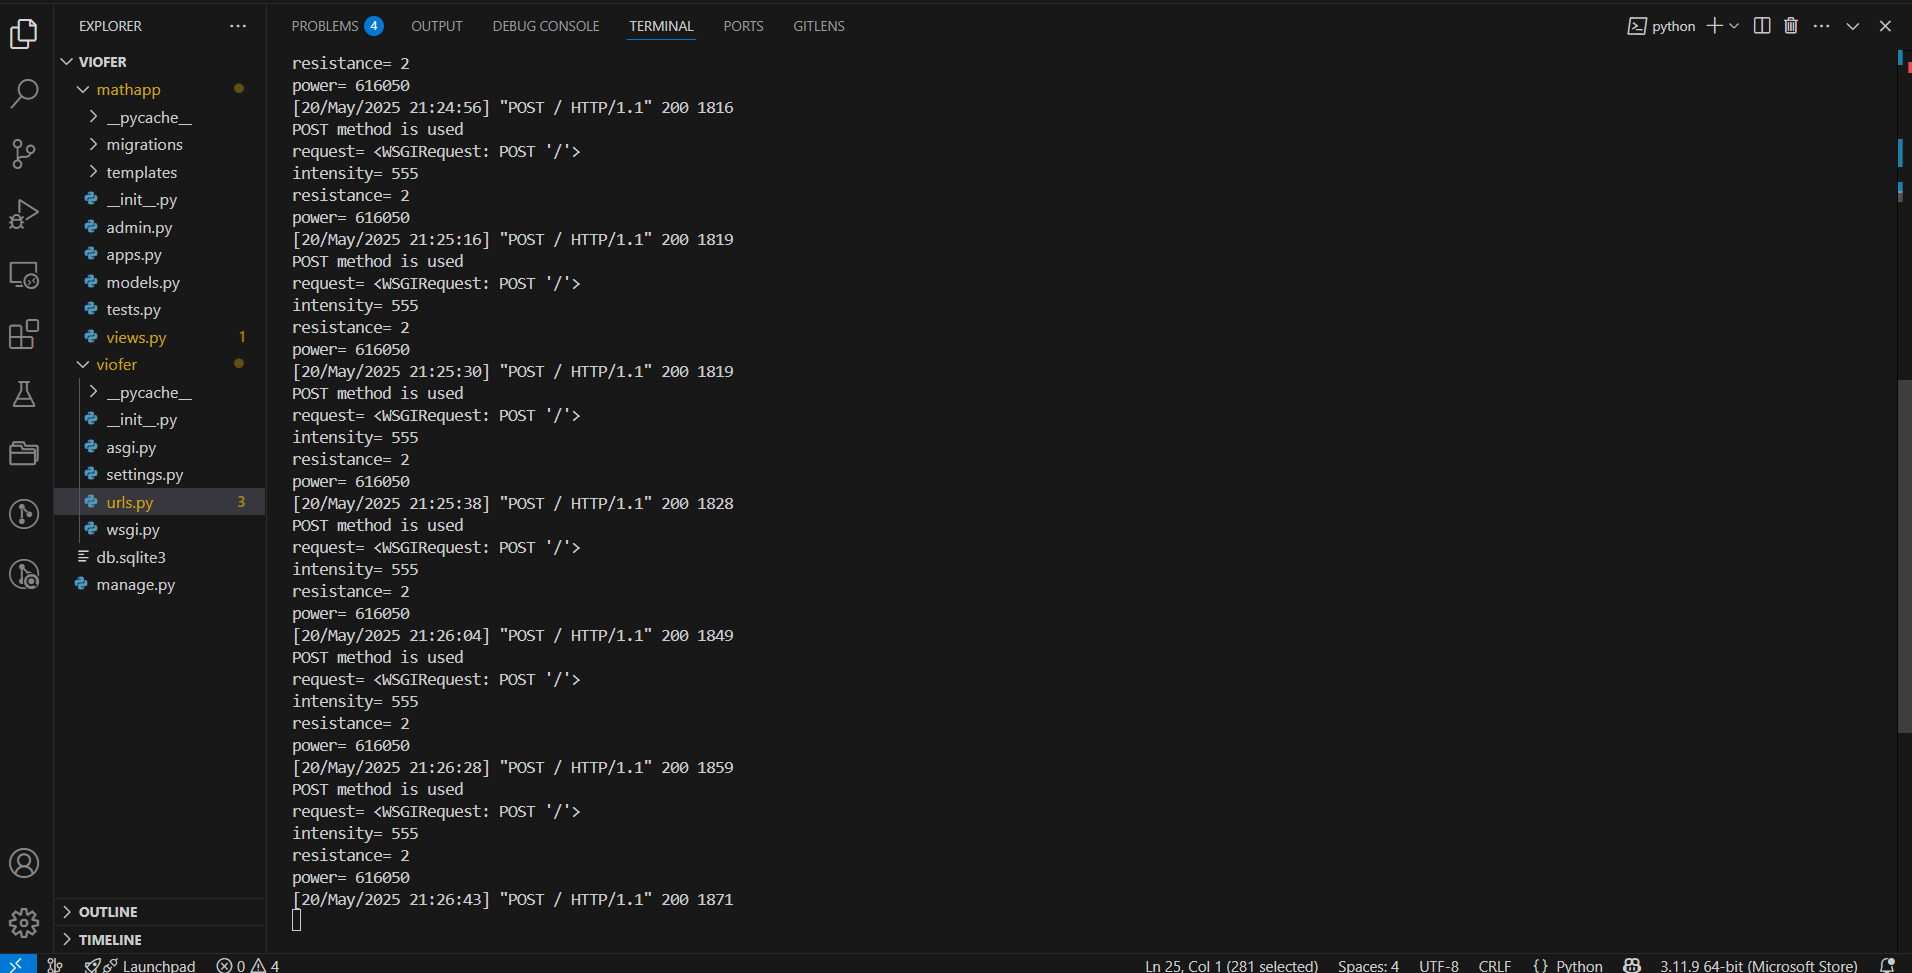 EXPLORER
VIOFER
mathapp
__pycache__
migrations
templates
__init__.py
admin.py
apps.py
models.py
tests.py
views.py 1
viofer
__pycache__
__init__.py
asgi.py
settings.py
urls.py 3
wsgi.py
db.sqlite3
manage.py
OUTLINE
TIMELINE
PROBLEMS 4 OUTPUT DEBUG CONSOLE TERMINAL PORTS GITLENS
python
resistance= 2
power= 616050
[20/May/2025 21:24:56] "POST / HTTP/1.1" 200 1816
POST method is used
request= <WSGIRequest: POST '/'>
intensity= 555
resistance= 2
power= 616050
[20/May/2025 21:25:16] "POST / HTTP/1.1" 200 1819
POST method is used
request= <WSGIRequest: POST '/'>
intensity= 555
resistance= 2
power= 616050
[20/May/2025 21:25:30] "POST / HTTP/1.1" 200 1819
POST method is used
request= <WSGIRequest: POST '/'>
intensity= 555
resistance= 2
power= 616050
[20/May/2025 21:25:38] "POST / HTTP/1.1" 200 1828
POST method is used
request= <WSGIRequest: POST '/'>
intensity= 555
resistance= 2
power= 616050
[20/May/2025 21:26:04] "POST / HTTP/1.1" 200 1849
POST method is used
request= <WSGIRequest: POST '/'>
intensity= 555
resistance= 2
power= 616050
[20/May/2025 21:26:28] "POST / HTTP/1.1" 200 1859
POST method is used
request= <WSGIRequest: POST '/'>
intensity= 555
resistance= 2
power= 616050
[20/May/2025 21:26:43] "POST / HTTP/1.1" 200 1871
Launchpad 0 4 Ln 25, Col 1 (281 selected) Spaces: 4 UTF-8 CRLF {} Python 3.11.9 64-bit (Microsoft Store)